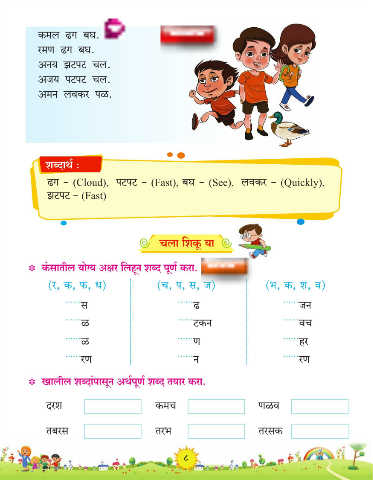 कमल ढग बघ.
रमण ढग बघ.
अनय झटपट चल.
अजय पटपट चल.
अमन लवकर पळ.
शब्दार्थ :
ढग – (Cloud), पटपट – (Fast), बघ – (See), लवकर – (Quickly),
झटपट – (Fast)
चला शिकू या
कंसातील योग्य अक्षर लिहून शब्द पूर्ण करा.
(र, क, फ, ध) (च, प, स, ज) (भ, क, श, व)
......स ......ढ ......जन
......ळ ......टकन ......वच
......ळ ......ण ......हर
......रण ......न ......रण
खालील शब्दांपासून अर्थपूर्ण शब्द तयार करा.
दरश कमच पळव
तबरस तरभ तरसक
८